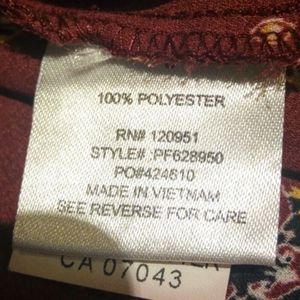 100% POLYESTER
RN# 120951
STYLE# :PF628950
PO#424610
MADE IN VIETNAM
SEE REVERSE FOR CARE
CA 07043